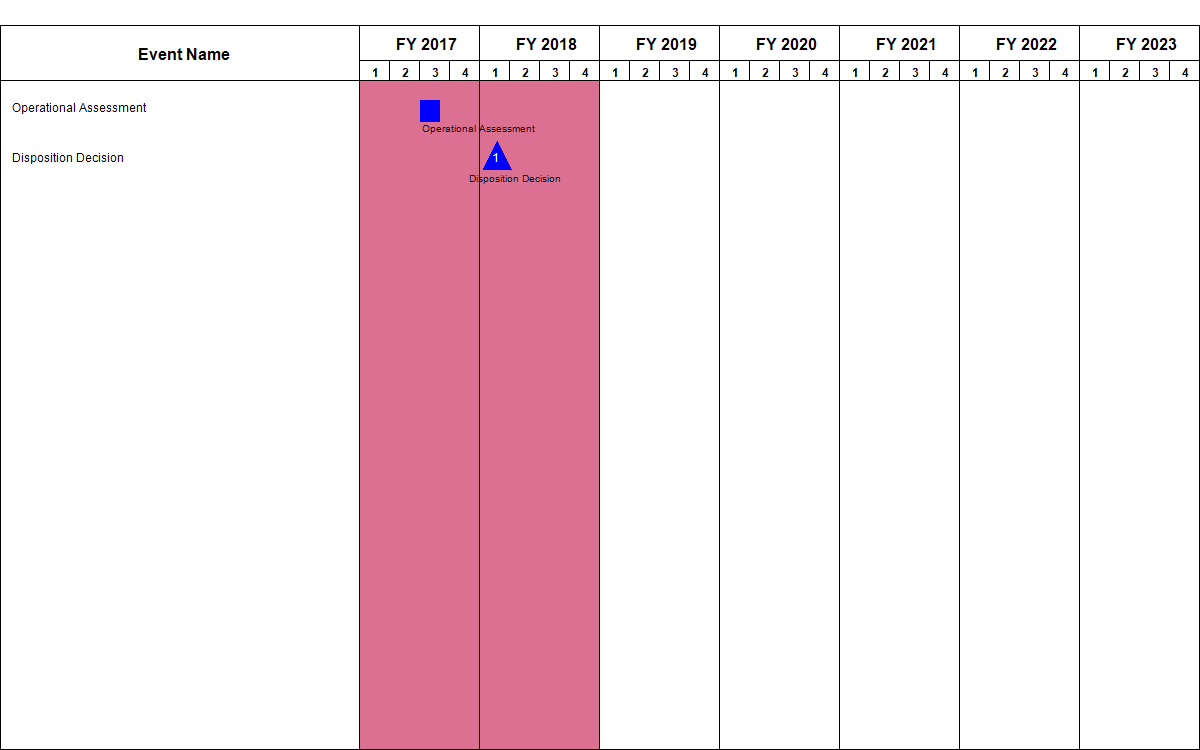 Event Name
FY 2017 FY 2018 FY 2019 FY 2020 FY 2021 FY 2022 FY 2023
1 2 3 4 1 2 3 4 1 2 3 4 1 2 3 4 1 2 3 4 1 2 3 4 1 2 3 4
Operational Assessment
Operational Assessment
Disposition Decision
1
Disposition Decision